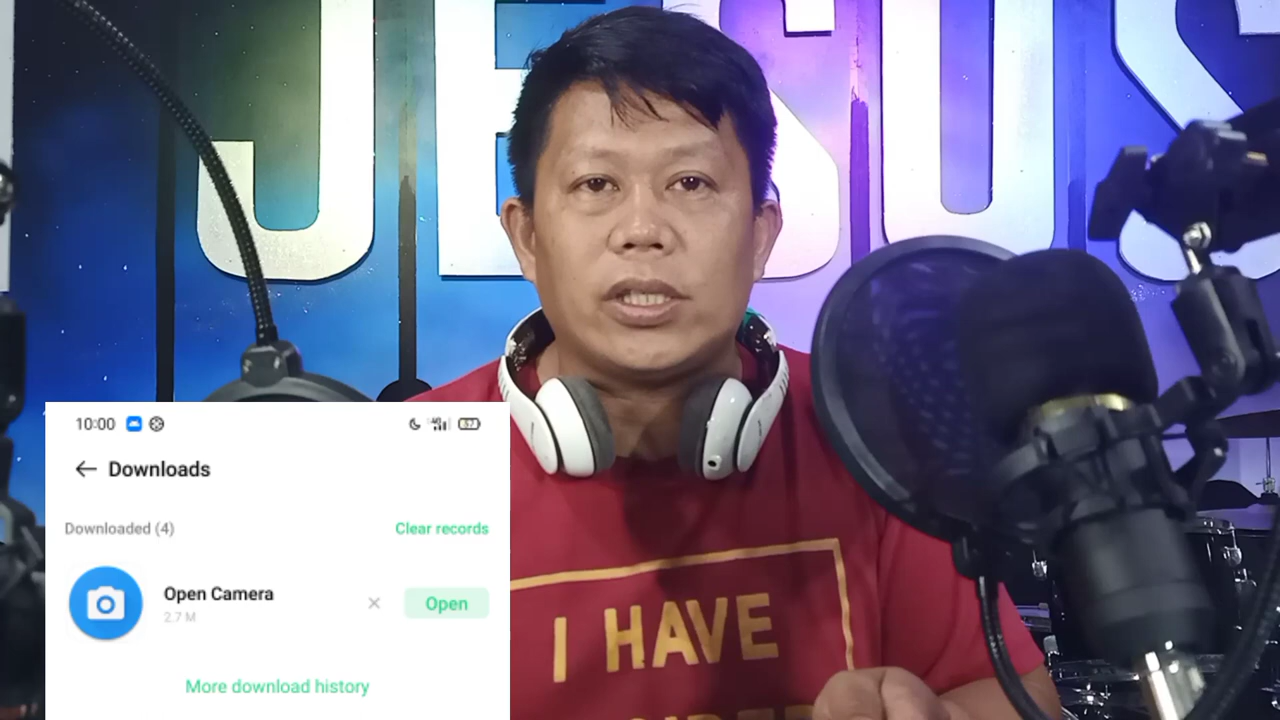 JESUS
10:00
Downloads
Downloaded (4)
Clear records
Open Camera
2.7 M
Open
More download history
I HAVE